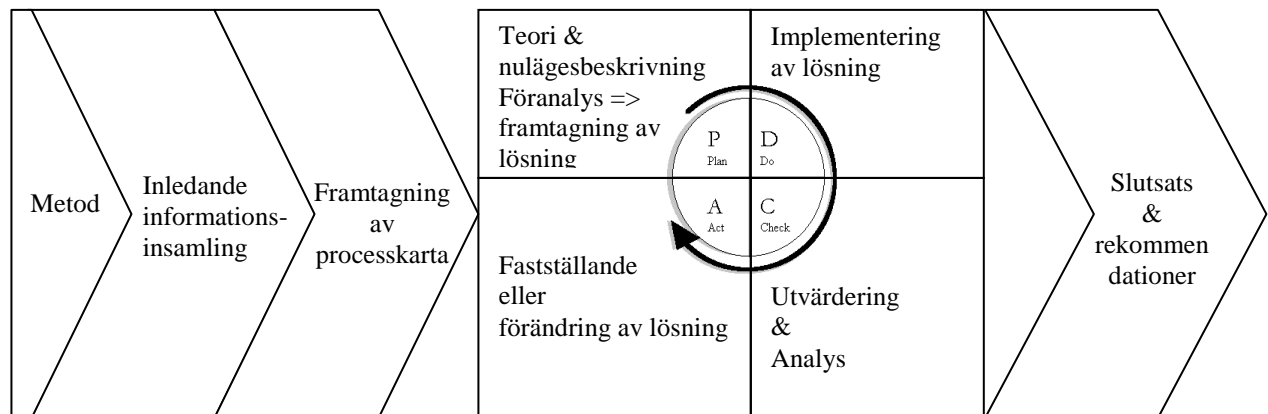 Metod
Inledande
informations-
insamling
Framtagning
av
processkarta
Teori &
nulägesbeskrivning
Föranalys =>
framtagning av
lösning
Implementering
av lösning
P
Plan
D
Do
A
Act
C
Check
Fastställande
eller
förändring av lösning
Utvärdering
&
Analys
Slutsats
&
rekommen
dationer